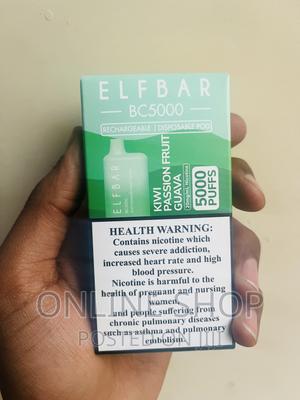 ELFBAR
BC5000
RECHARGEABLE | DISPOSABLE POD
ELFBAR
KIWI
PASSION FRUIT
GUAVA
5000
PUFFS
HEALTH WARNING:
Contains nicotine which
causes severe addiction,
increased heart rate and high
blood pressure.
Nicotine is harmful to the
health of pregnant and nursing
women,
and people suffering from
chronic pulmonary diseases
such as asthma and pulmonary
embolism.
ONLINE SHOP
POSTED ON